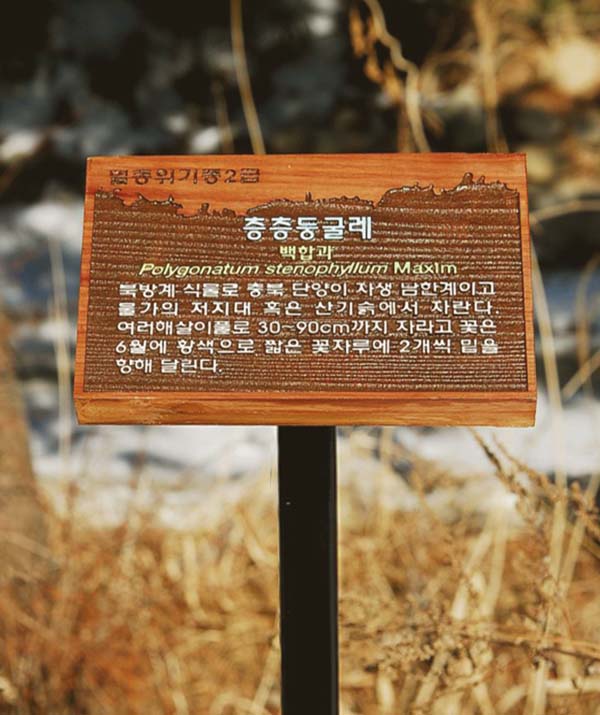 멸종위기종2급
층층둥굴레
백합과
Polygonatum stenophyllum Maxim
북방계 식물로 충북 단양이 자생 남한계이고
물가의 저지대 혹은 산기슭에서 자란다.
여러해살이풀로 30~90cm까지 자라고 꽃은
6월에 황색으로 짧은 꽃자루에 2개씩 밑을
향해 달린다.